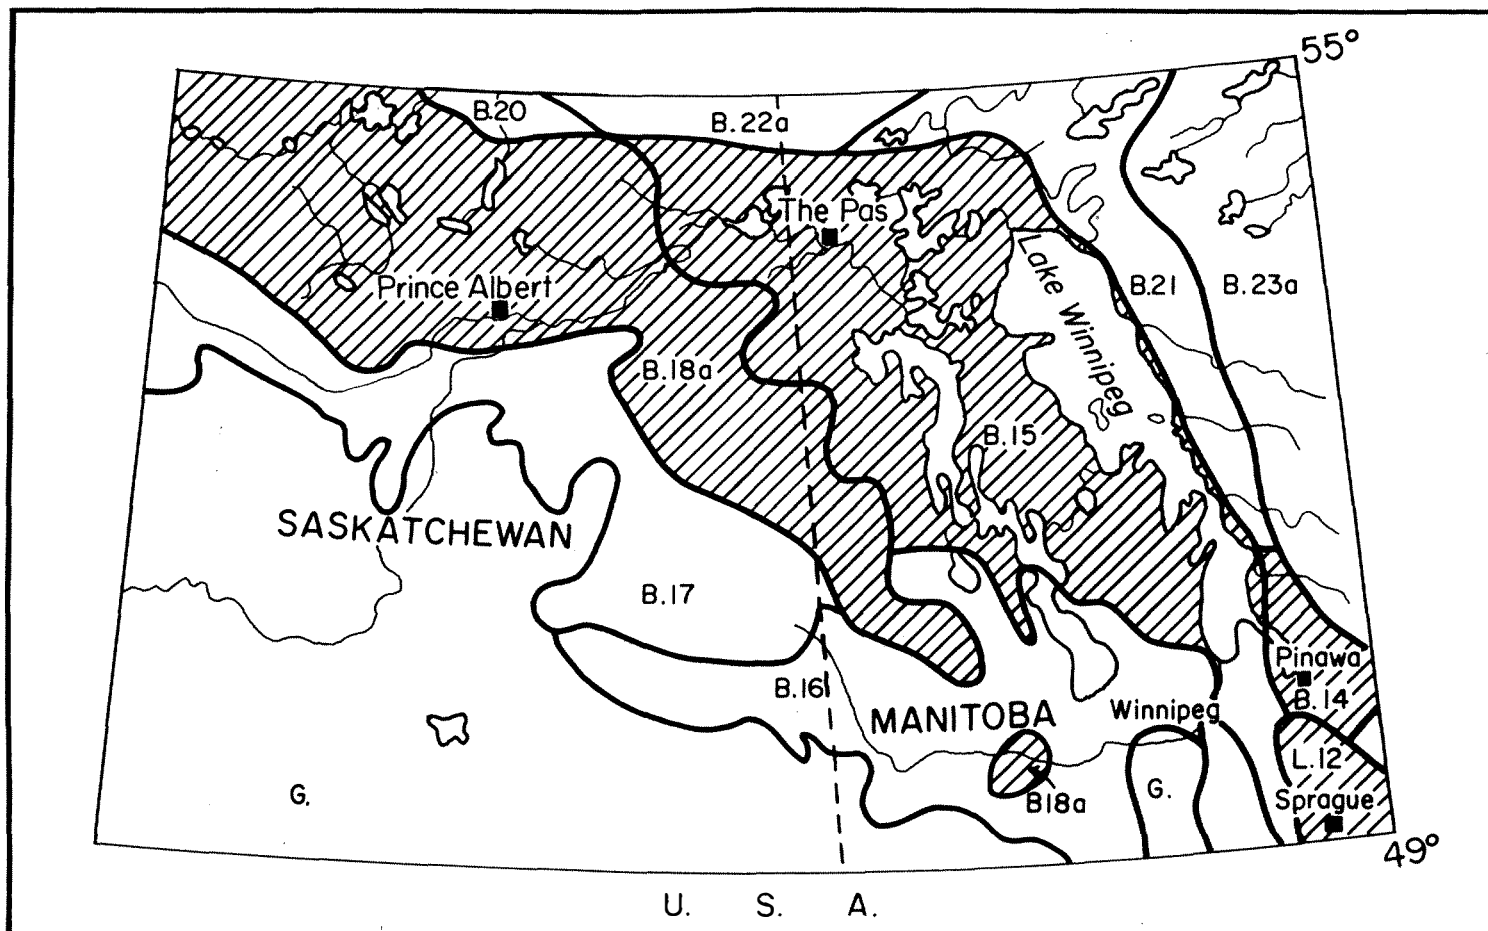 55°
B.20
B.22a
The Pas
Prince Albert
Lake Winnipeg
B.21
B.23a
B.18a
B.15
SASKATCHEWAN
B.17
B.16
MANITOBA
Winnipeg
Pinawa
B.14
L.12
G.
B18a
G.
Sprague
49°
U. S. A.